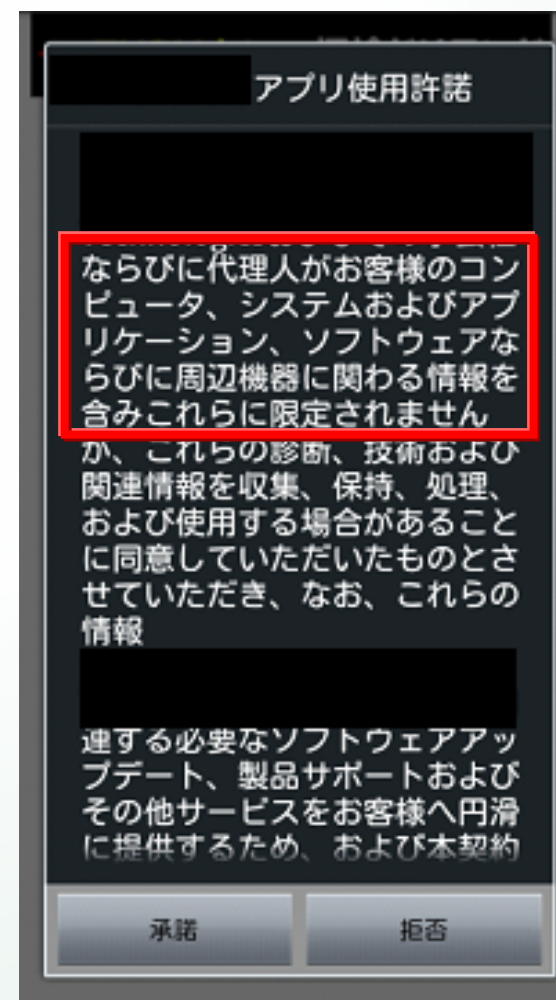 アプリ使用許諾
ならびに代理人がお客様のコン
ピュータ、システムおよびアプ
リケーション、ソフトウェアな
らびに周辺機器に関わる情報を
含みこれらに限定されません
が、これらの診断、技術および
関連情報を収集、保持、処理、
および使用する場合があること
に同意していただいたものとさ
せていただき、なお、これらの
情報
連する必要なソフトウェアアッ
プデート、製品サポートおよび
その他サービスをお客様へ円滑
に提供するため、および本契約
承諾
拒否